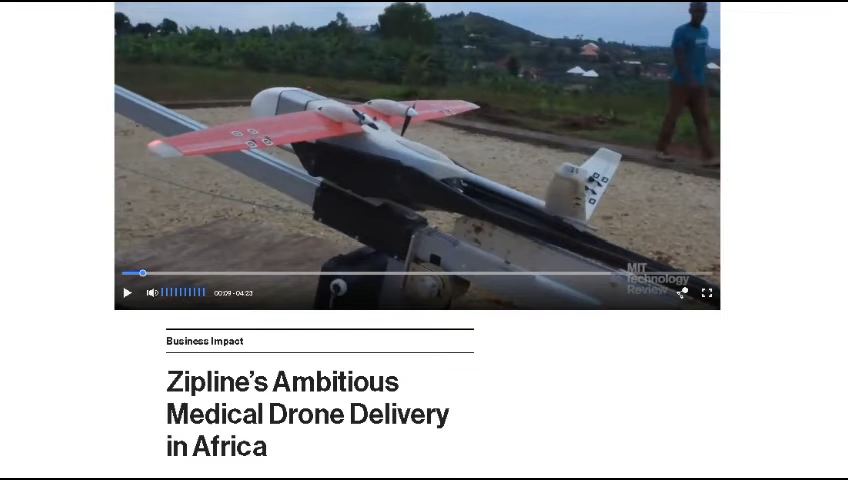 MIT
Technology
Review
00:09 - 04:23
Business Impact
Zipline's Ambitious
Medical Drone Delivery
in Africa